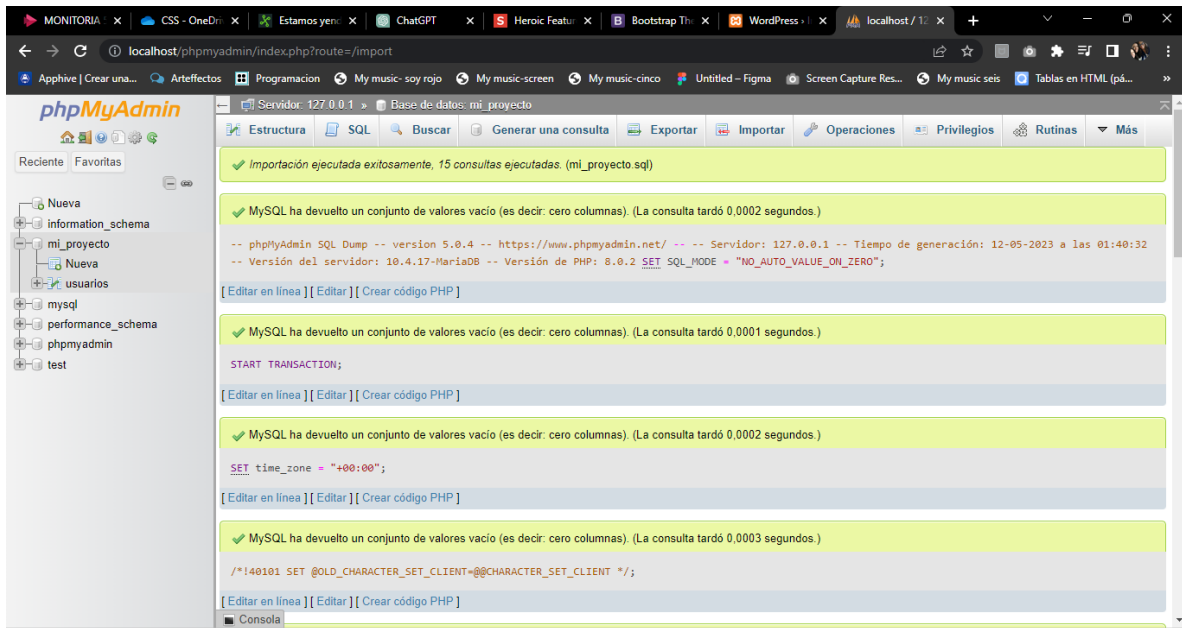 MONITORIA S
CSS - OneDri
Estamos yend
ChatGPT
Heroic Featur
Bootstrap The
WordPress ›
localhost / 12
localhost/phpmyadmin/index.php?route=/import
Apphive | Crear una...
Arteffectos
Programacion
My music- soy rojo
My music-screen
My music-cinco
Untitled – Figma
Screen Capture Res...
My music seis
Tablas en HTML (pá...
»
phpMyAdmin
Reciente Favoritas
Nueva
information_schema
mi_proyecto
Nueva
usuarios
mysql
performance_schema
phpmyadmin
test
Servidor: 127.0.0.1 » Base de datos: mi_proyecto
Estructura SQL Buscar Generar una consulta Exportar Importar Operaciones Privilegios Rutinas Más
Importación ejecutada exitosamente, 15 consultas ejecutadas. (mi_proyecto.sql)
MySQL ha devuelto un conjunto de valores vacío (es decir: cero columnas). (La consulta tardó 0,0002 segundos.)
-- phpMyAdmin SQL Dump -- version 5.0.4 -- https://www.phpmyadmin.net/ -- -- Servidor: 127.0.0.1 -- Tiempo de generación: 12-05-2023 a las 01:40:32
-- Versión del servidor: 10.4.17-MariaDB -- Versión de PHP: 8.0.2 SET SQL_MODE = "NO_AUTO_VALUE_ON_ZERO";
[ Editar en línea ] [ Editar ] [ Crear código PHP ]
MySQL ha devuelto un conjunto de valores vacío (es decir: cero columnas). (La consulta tardó 0,0001 segundos.)
START TRANSACTION;
[ Editar en línea ] [ Editar ] [ Crear código PHP ]
MySQL ha devuelto un conjunto de valores vacío (es decir: cero columnas). (La consulta tardó 0,0002 segundos.)
SET time_zone = "+00:00";
[ Editar en línea ] [ Editar ] [ Crear código PHP ]
MySQL ha devuelto un conjunto de valores vacío (es decir: cero columnas). (La consulta tardó 0,0003 segundos.)
/*!40101 SET @OLD_CHARACTER_SET_CLIENT=@@CHARACTER_SET_CLIENT */;
[ Editar en línea ] [ Editar ] [ Crear código PHP ]
Consola